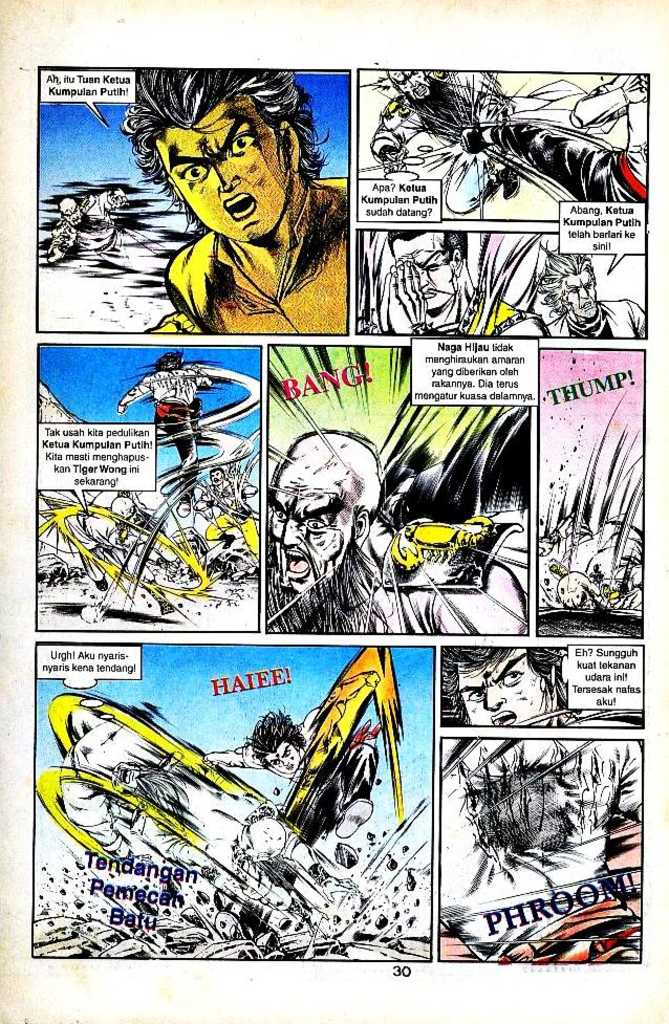 Ah, itu Tuan Ketua
Kumpulan Putih!
Apa? Ketua
Kumpulan Putih
sudah datang?
Abang, Ketua
Kumpulan Putih
telah berlari ke
sini!
Tak usah kita pedulikan
Ketua Kumpulan Putih!
Kita mesti menghapus-
kan Tiger Wong ini
sekarang!
BANG!
Naga Hijau tidak
menghiraukan amaran
yang diberikan oleh
rakannya. Dia terus
mengatur kuasa dalamnya.
THUMP!
Urgh! Aku nyaris-
nyaris kena tendang!
HAIEE!
Tendangan
Pemecah
Batu
Eh? Sungguh
kuat tekanan
udara ini!
Tersesak nafas
aku!
PHROOM!
30